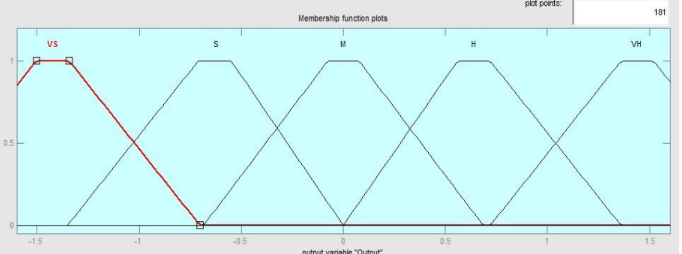 plot points:
181
Membership function plots
VS S M H VH
1
0.5
0
-1.5 -1 -0.5 0 0.5 1 1.5
output variable "Output"